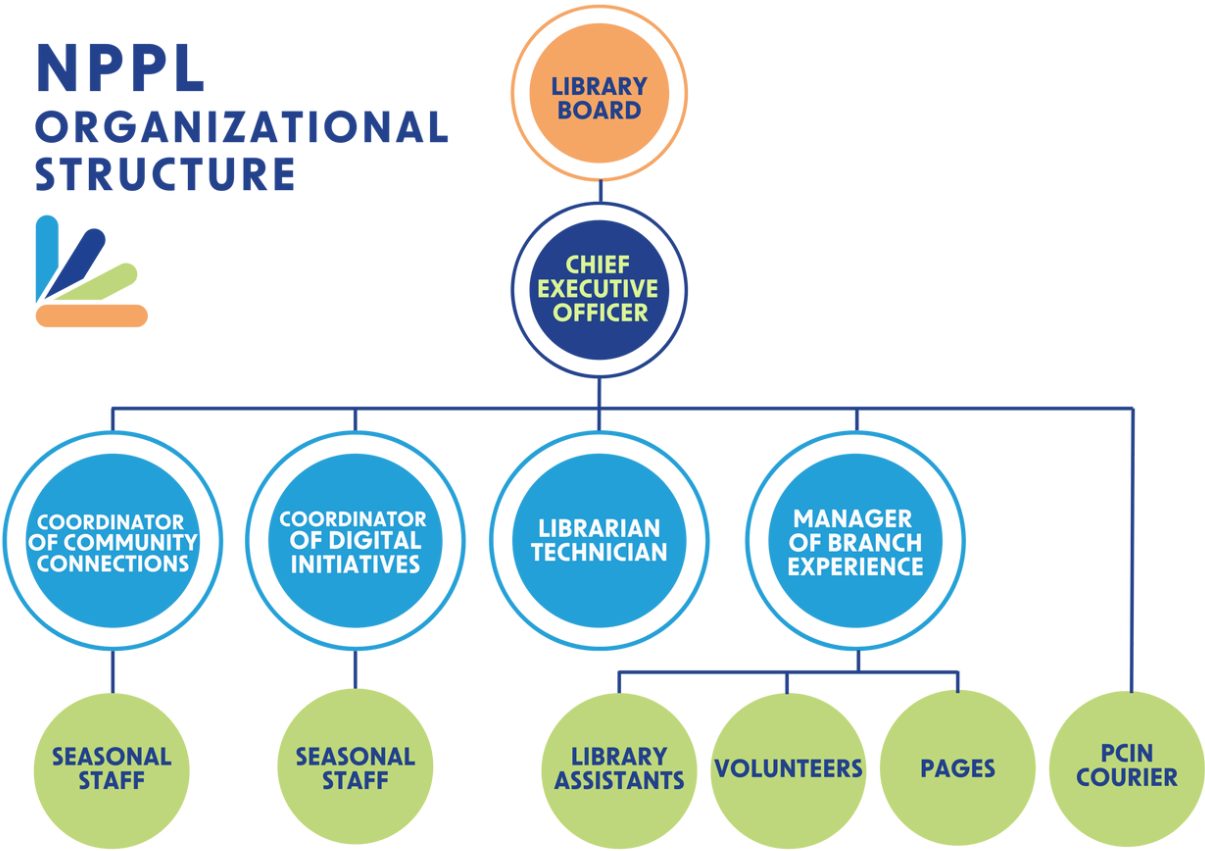 NPPL
ORGANIZATIONAL
STRUCTURE
LIBRARY
BOARD
CHIEF
EXECUTIVE
OFFICER
COORDINATOR
OF COMMUNITY
CONNECTIONS
COORDINATOR
OF DIGITAL
INITIATIVES
LIBRARIAN
TECHNICIAN
MANAGER
OF BRANCH
EXPERIENCE
SEASONAL
STAFF
SEASONAL
STAFF
LIBRARY
ASSISTANTS
VOLUNTEERS
PAGES
PCIN
COURIER